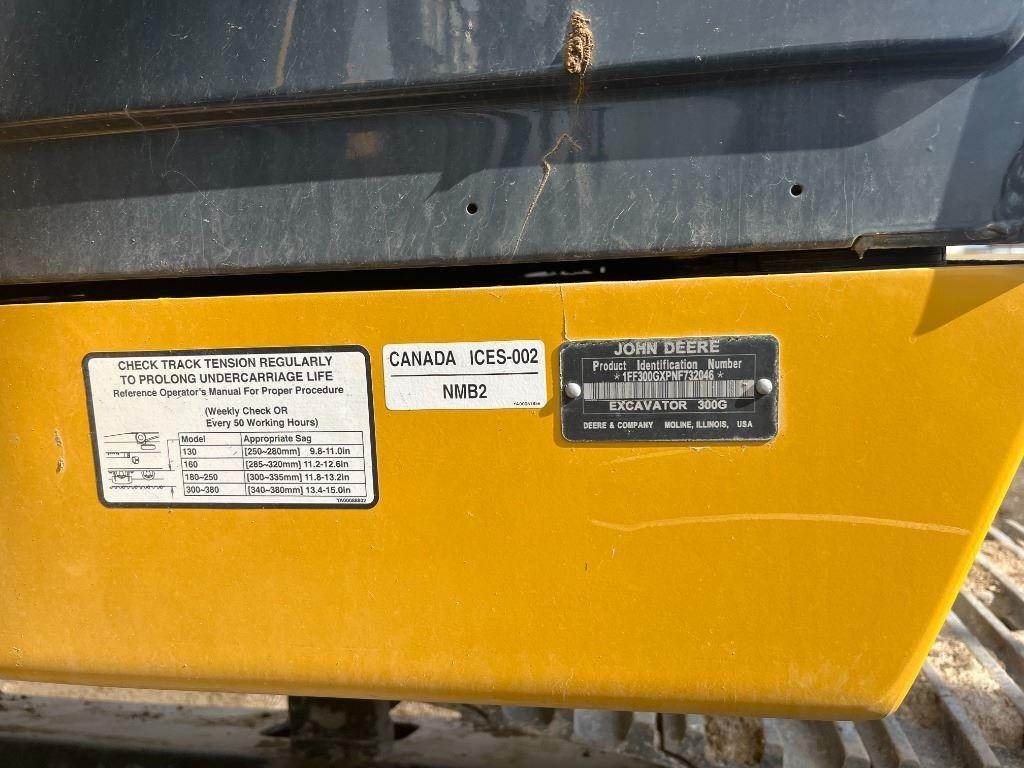 CHECK TRACK TENSION REGULARLY
TO PROLONG UNDERCARRIAGE LIFE
Reference Operator's Manual For Proper Procedure
(Weekly Check OR
Every 50 Working Hours)
Model Appropriate Sag
130 [250~280mm] 9.8-11.0in
160 [285~320mm] 11.2-12.6in
180~250 [300~335mm] 11.8-13.2in
300~380 [340~380mm] 13.4-15.0in
CANADA ICES-002
NMB2
JOHN DEERE
Product Identification Number
*1FF300GXPNF732046*
EXCAVATOR 300G
DEERE & COMPANY MOLINE, ILLINOIS, USA